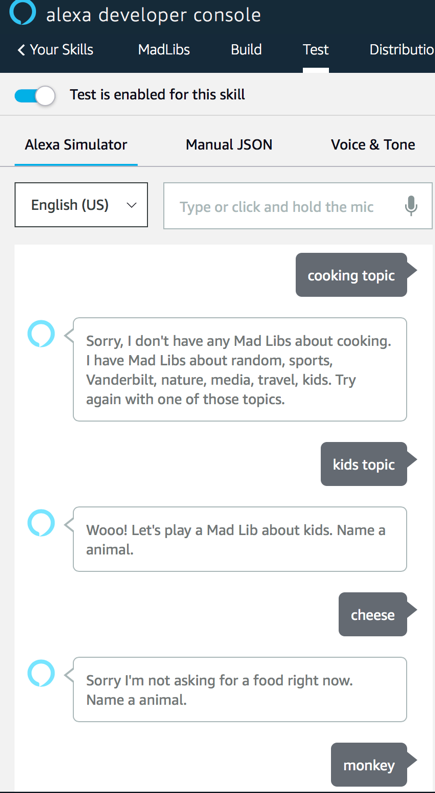 alexa developer console
Your Skills MadLibs Build Test Distributio
Test is enabled for this skill
Alexa Simulator Manual JSON Voice & Tone
English (US) Type or click and hold the mic
cooking topic
Sorry, I don't have any Mad Libs about cooking.
I have Mad Libs about random, sports,
Vanderbilt, nature, media, travel, kids. Try
again with one of those topics.
kids topic
Wooo! Let's play a Mad Lib about kids. Name a
animal.
cheese
Sorry I'm not asking for a food right now.
Name a animal.
monkey